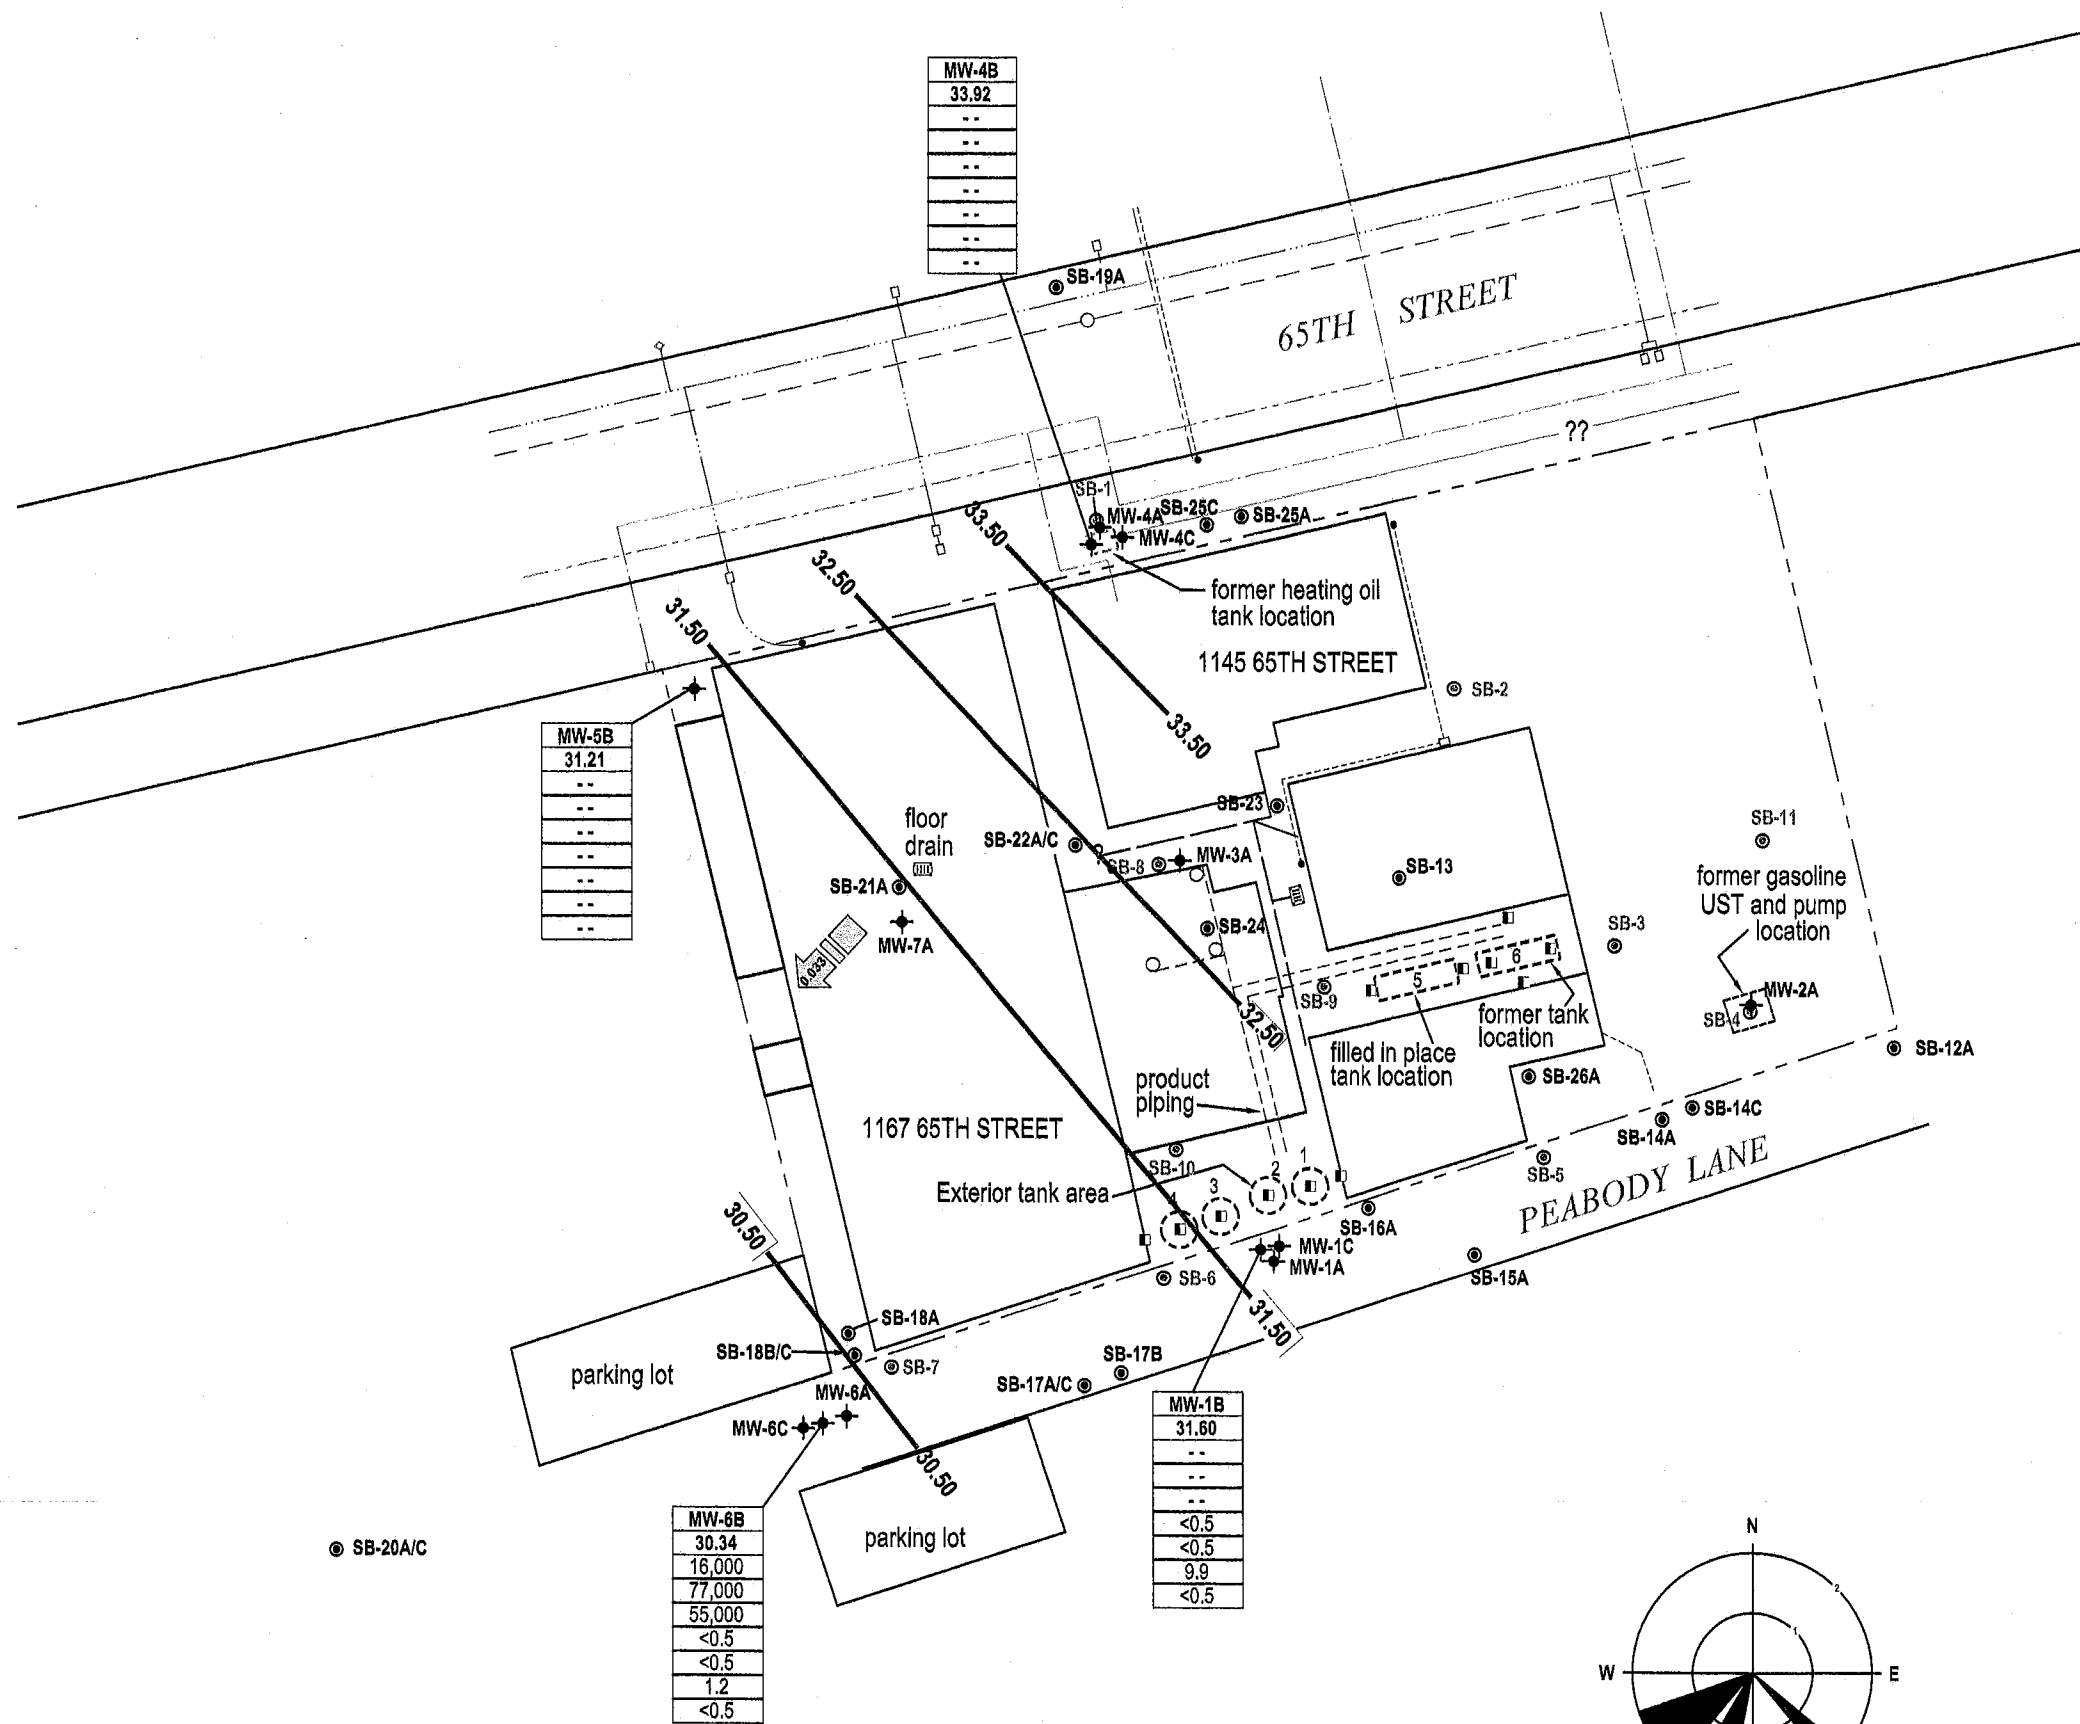 MW-4B
33.92
- -
- -
- -
- -
- -
- -
- -
SB-19A
65TH STREET
??
SB-1
MW-4A
SB-25C
SB-25A
MW-4C
33.50
32.50
31.50
former heating oil
tank location
1145 65TH STREET
SB-2
33.50
MW-5B
31.21
- -
- -
- -
- -
- -
- -
- -
floor
drain
SB-23
SB-22A/C
SB-8
MW-3A
SB-11
SB-13
SB-21A
former gasoline
UST and pump
location
MW-7A
SB-24
SB-3
0.033
6
5
SB-9
MW-2A
SB-4
32.50
former tank
location
filled in place
tank location
SB-12A
SB-26A
product
piping
SB-14C
SB-14A
1167 65TH STREET
PEABODY LANE
SB-10
SB-5
1
2
3
4
Exterior tank area
SB-16A
30.50
MW-1C
MW-1A
SB-6
SB-15A
31.50
SB-18A
SB-18B/C
SB-7
SB-17B
SB-17A/C
parking lot
MW-6A
MW-6C
30.50
MW-1B
31.60
- -
- -
- -
<0.5
<0.5
9.9
<0.5
MW-6B
30.34
16,000
77,000
55,000
<0.5
<0.5
1.2
<0.5
parking lot
SB-20A/C
N
2
1
W
E